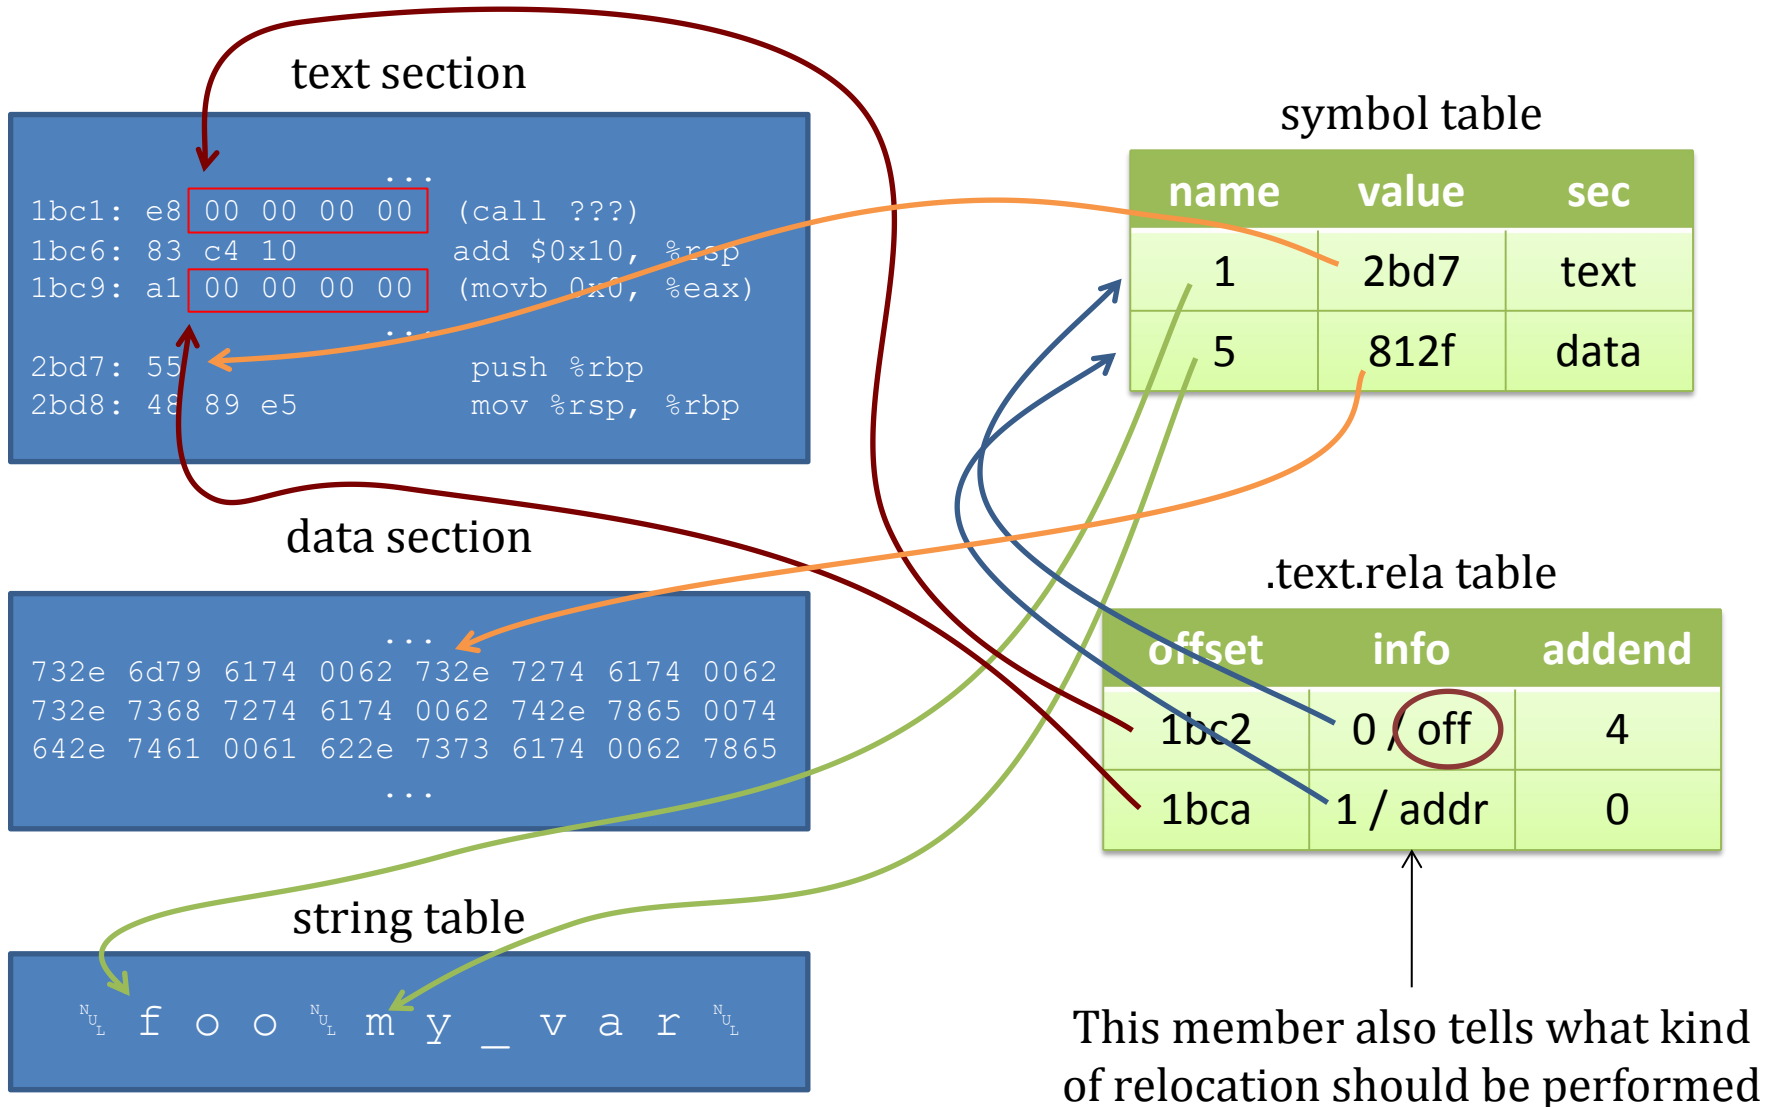 text section
...
1bc1: e8 00 00 00 00 (call ???)
1bc6: 83 c4 10 add $0x10, %rsp
1bc9: a1 00 00 00 00 (movb 0x0, %eax)
...
2bd7: 55 push %rbp
2bd8: 48 89 e5 mov %rsp, %rbp
data section
...
732e 6d79 6174 0062 732e 7274 6174 0062
732e 7368 7274 6174 0062 742e 7865 0074
642e 7461 0061 622e 7373 6174 0062 7865
...
string table
NUL f o o NUL m y _ v a r NUL
symbol table
name value sec
1 2bd7 text
5 812f data
.text.rela table
offset info addend
1bc2 0 / off 4
1bca 1 / addr 0
This member also tells what kind
of relocation should be performed